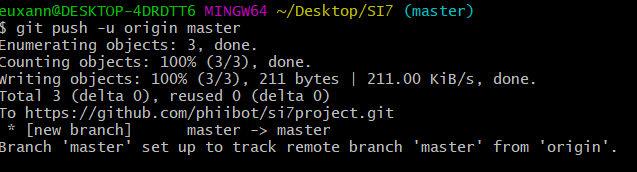 euxann@DESKTOP-4RDRTT6 MINGW64 ~/Desktop/SI7 (master)
$ git push -u origin master
Enumerating objects: 3, done.
Counting objects: 100% (3/3), done.
Writing objects: 100% (3/3), 211 bytes | 211.00 KiB/s, done.
Total 3 (delta 0), reused 0 (delta 0)
To https://github.com/phiibot/si7project.git
 * [new branch]      master -> master
Branch 'master' set up to track remote branch 'master' from 'origin'.